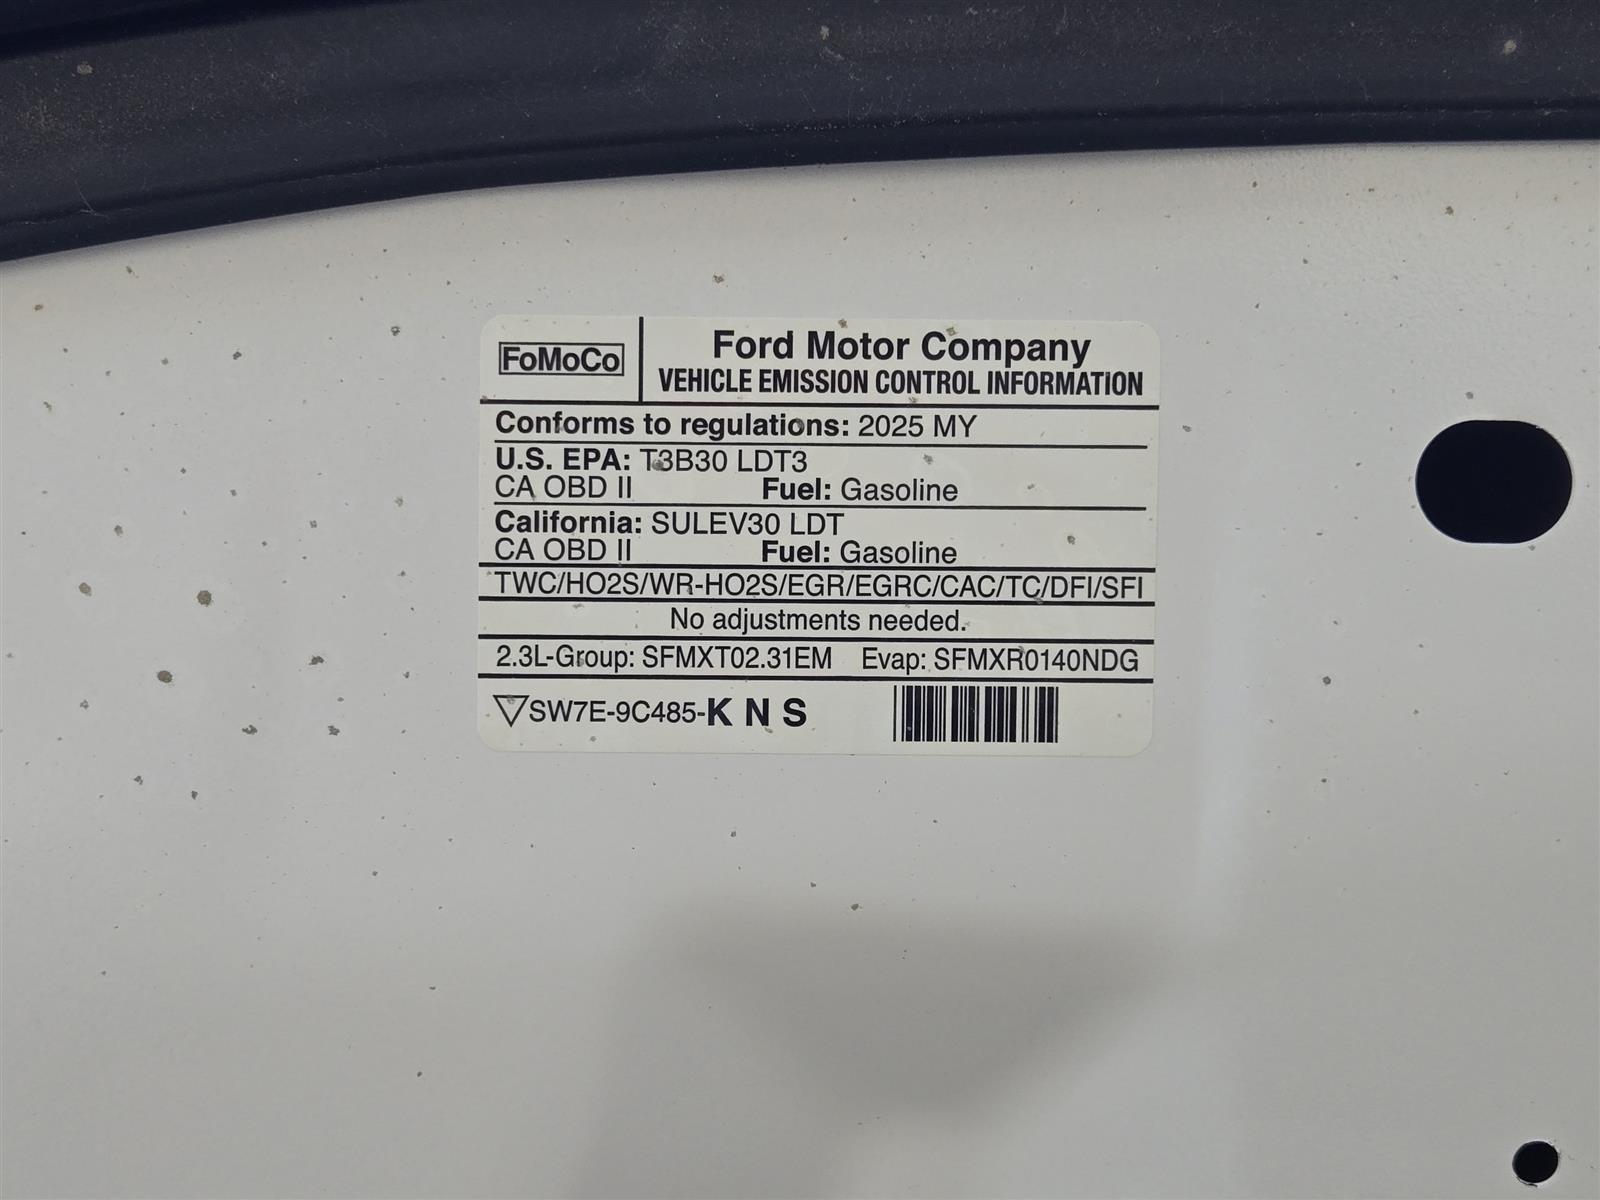 FoMoCo
Ford Motor Company
VEHICLE EMISSION CONTROL INFORMATION
Conforms to regulations: 2025 MY
U.S. EPA: T3B30 LDT3
CA OBD II Fuel: Gasoline
California: SULEV30 LDT
CA OBD II Fuel: Gasoline
TWC/HO2S/WR-HO2S/EGR/EGRC/CAC/TC/DFI/SFI
No adjustments needed.
2.3L-Group: SFMXT02.31EM Evap: SFMXR0140NDG
SW7E-9C485-K N S